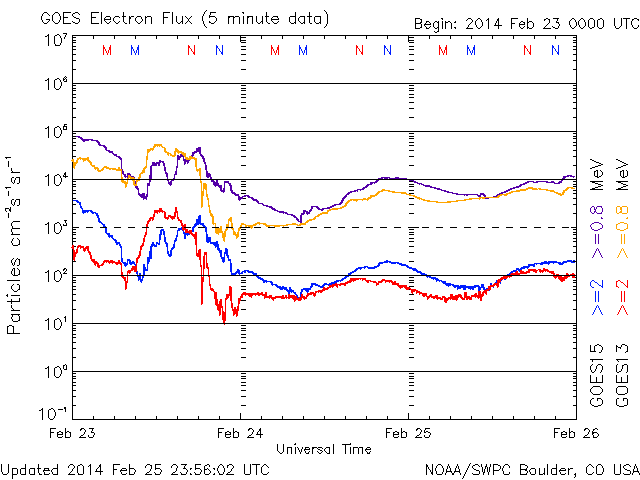 GOES Electron Flux (5 minute data)
Begin: 2014 Feb 23 0000 UTC
M M N N M M N N M M N N
10⁷
10⁶
10⁵
10⁴
10³
10²
10¹
10⁰
10⁻¹
Particles cm⁻²s⁻¹sr⁻¹
Feb 23 Feb 24 Feb 25 Feb 26
Universal Time
GOES15 >=2 >=0.8 MeV
GOES13 >=2 >=0.8 MeV
Updated 2014 Feb 25 23:56:02 UTC
NOAA/SWPC Boulder, CO USA